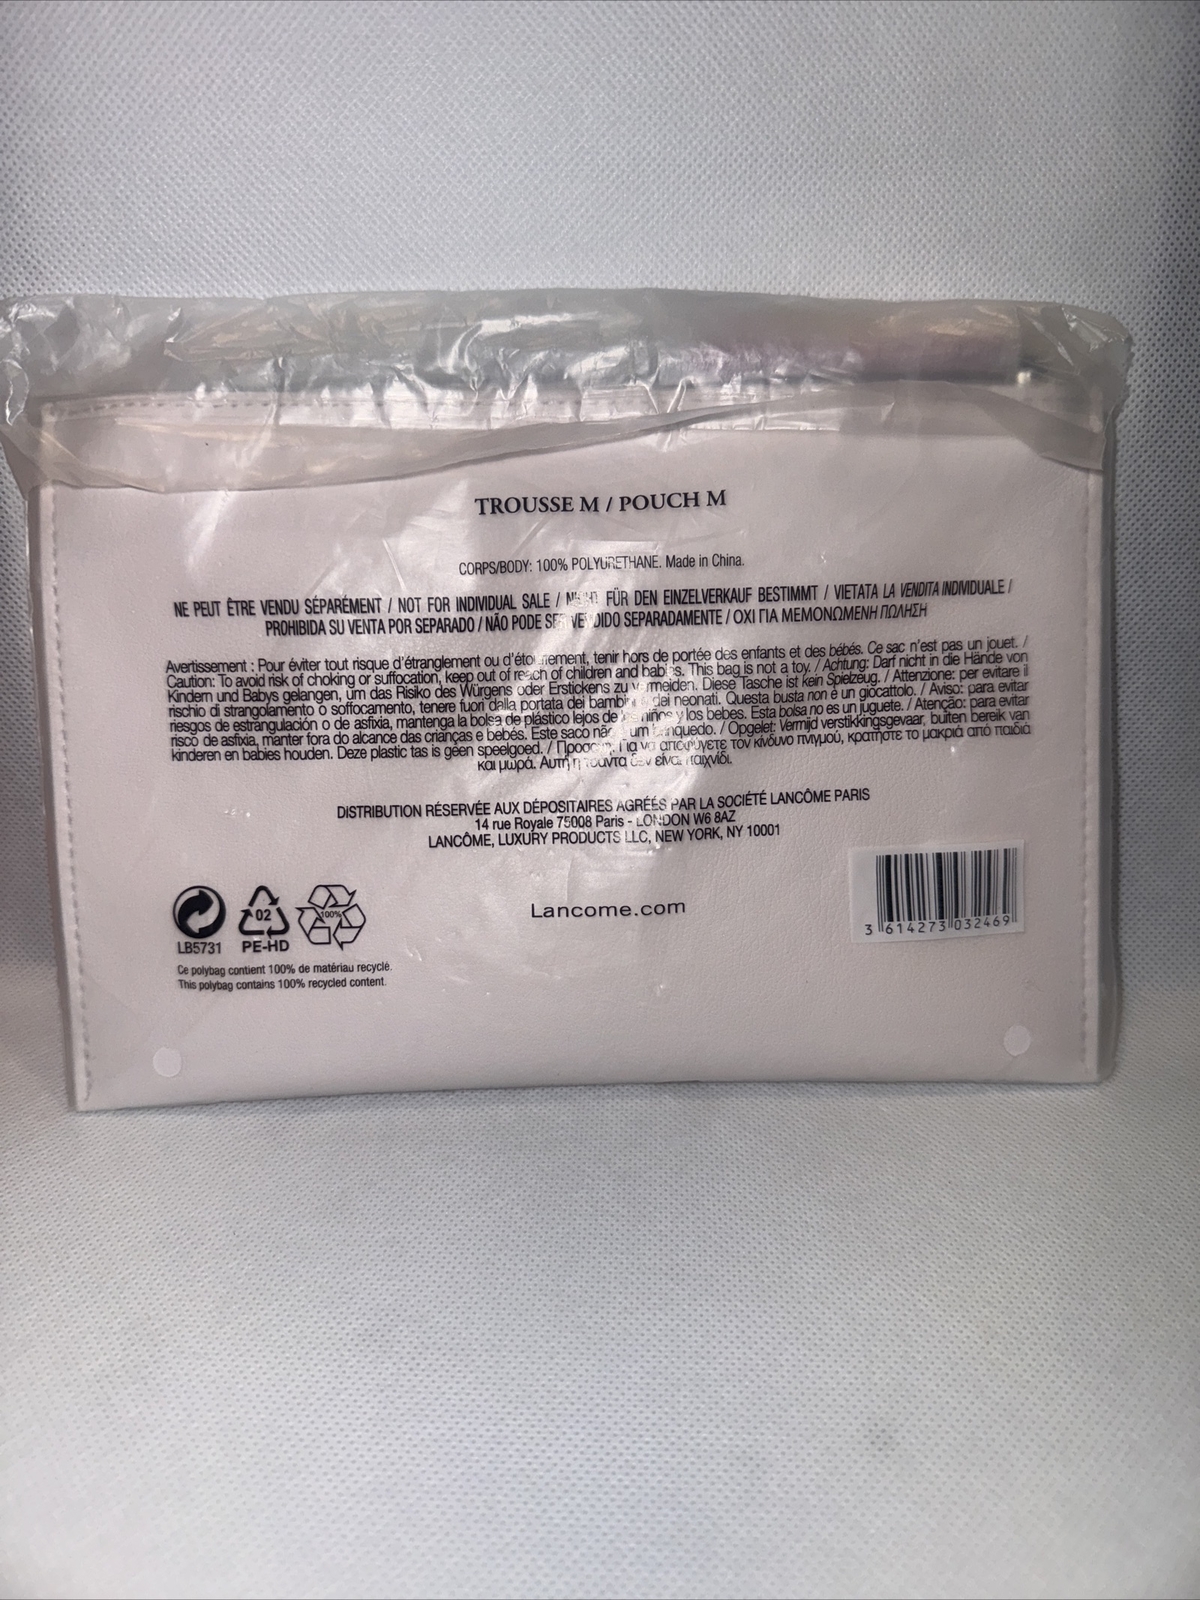 TROUSSE M / POUCH M
CORPS/BODY: 100% POLYURETHANE. Made in China.
NE PEUT ÊTRE VENDU SÉPARÉMENT / NOT FOR INDIVIDUAL SALE / FÜR DEN EINZELVERKAUF BESTIMMT / VIETATA LA VENDITA INDIVIDUALE /
PROHIBIDA SU VENTA POR SEPARADO / NÃO PODE SER VENDIDO SEPARADAMENTE / ΟΧΙ ΓΙΑ ΜΕΜΟΝΩΜΕΝΗ ΠΩΛΗΣΗ
Avertissement : Pour éviter tout risque d'étranglement ou d'étouffement, tenir hors de portée des enfants et des bébés. Ce sac n'est pas un jouet. /
Caution: To avoid risk of choking or suffocation, keep out of reach of children and babies. This bag is not a toy. / Achtung: Darf nicht in die Hände von
Kindern und Babys gelangen, um das Risiko des Würgens oder Erstickens zu vermeiden. Diese Tasche ist kein Spielzeug. / Attenzione: per evitare il
rischio di strangolamento o soffocamento, tenere fuori dalla portata dei bambini dei neonati. Questa busta non è un giocattolo. / Aviso: para evitar
riesgos de estrangulación o de asfixia, mantenga la bolsa de plástico lejos de niños y los bebes. Esta bolsa no es un juguete. / Atenção: para evitar
risco de asfixia, manter fora do alcance das crianças e bebés. Este saco não um brinquedo. / Opgelet: Vermijd verstikkingsgevaar, buiten bereik van
kinderen en babies houden. Deze plastic tas is geen speelgoed. / Για να αποφύγετε τον κίνδυνο πνιγμού, κρατήστε το μακριά από παιδιά
και μωρά. Αυτή η τσάντα δεν είναι παιχνίδι.
DISTRIBUTION RÉSERVÉE AUX DÉPOSITAIRES AGRÉÉS PAR LA SOCIÉTÉ LANCÔME PARIS
14 rue Royale 75008 Paris - LONDON W6 8AZ
LANCÔME, LUXURY PRODUCTS LLC, NEW YORK, NY 10001
Lancome.com
3 614273 032469
02
100%
LB5731 PE-HD
Ce polybag contient 100% de matériau recyclé.
This polybag contains 100% recycled content.